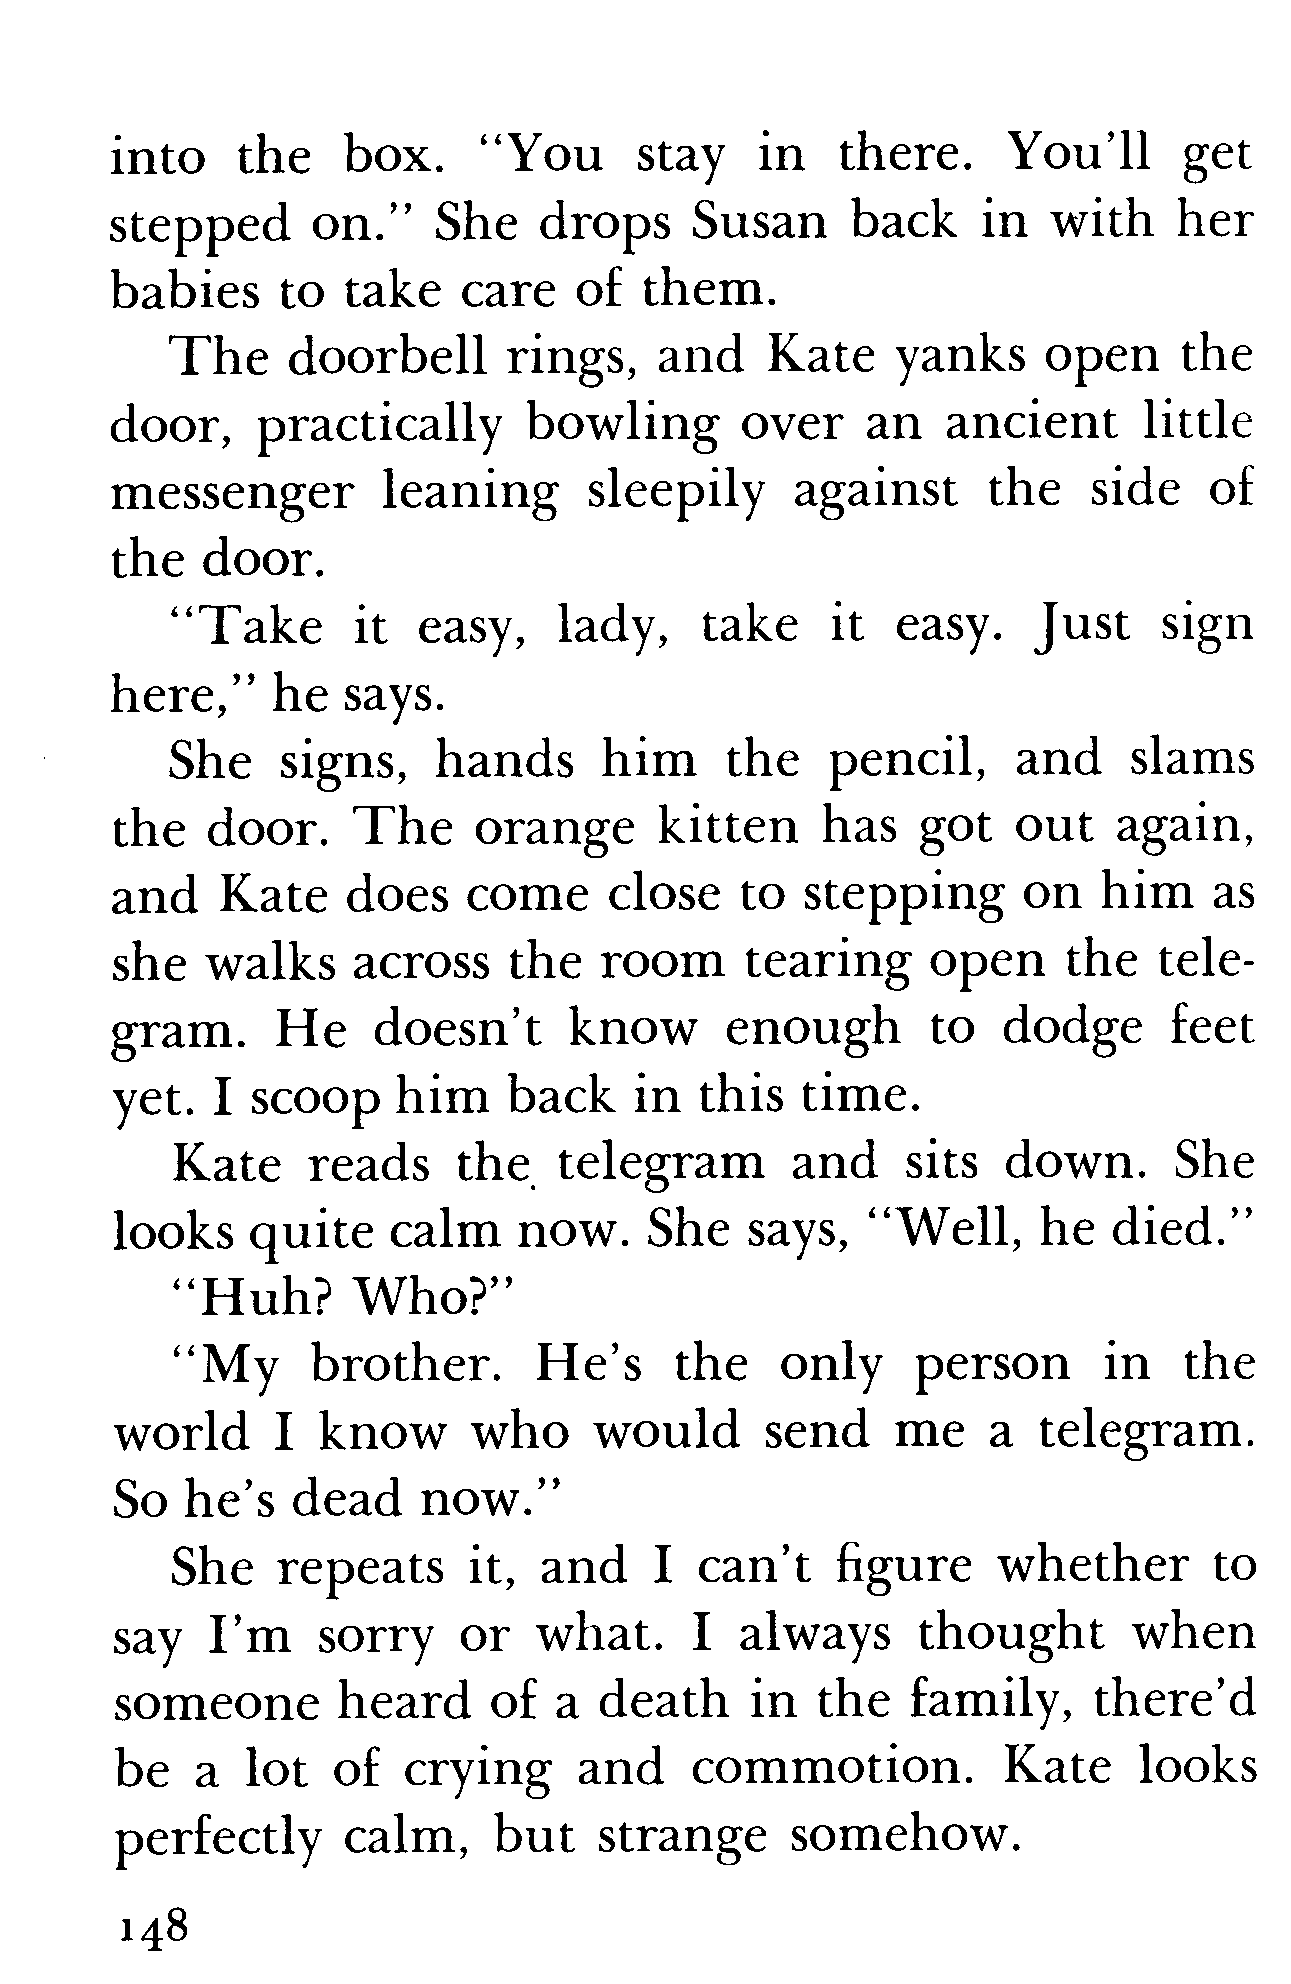 into the box. “You stay in there. You’ll get
stepped on.” She drops Susan back in with her
babies to take care of them.
The doorbell rings, and Kate yanks open the
door, practically bowling over an ancient little
messenger leaning sleepily against the side of
the door.
“Take it easy, lady, take it easy. Just sign
here,” he says.
She signs, hands him the pencil, and slams
the door. The orange kitten has got out again,
and Kate does come close to stepping on him as
she walks across the room tearing open the tele-
gram. He doesn’t know enough to dodge feet
yet. I scoop him back in this time.
Kate reads the telegram and sits down. She
looks quite calm now. She says, “Well, he died.”
“Huh? Who?”
“My brother. He’s the only person in the
world I know who would send me a telegram.
So he’s dead now.”
She repeats it, and I can’t figure whether to
say I’m sorry or what. I always thought when
someone heard of a death in the family, there’d
be a lot of crying and commotion. Kate looks
perfectly calm, but strange somehow.
148